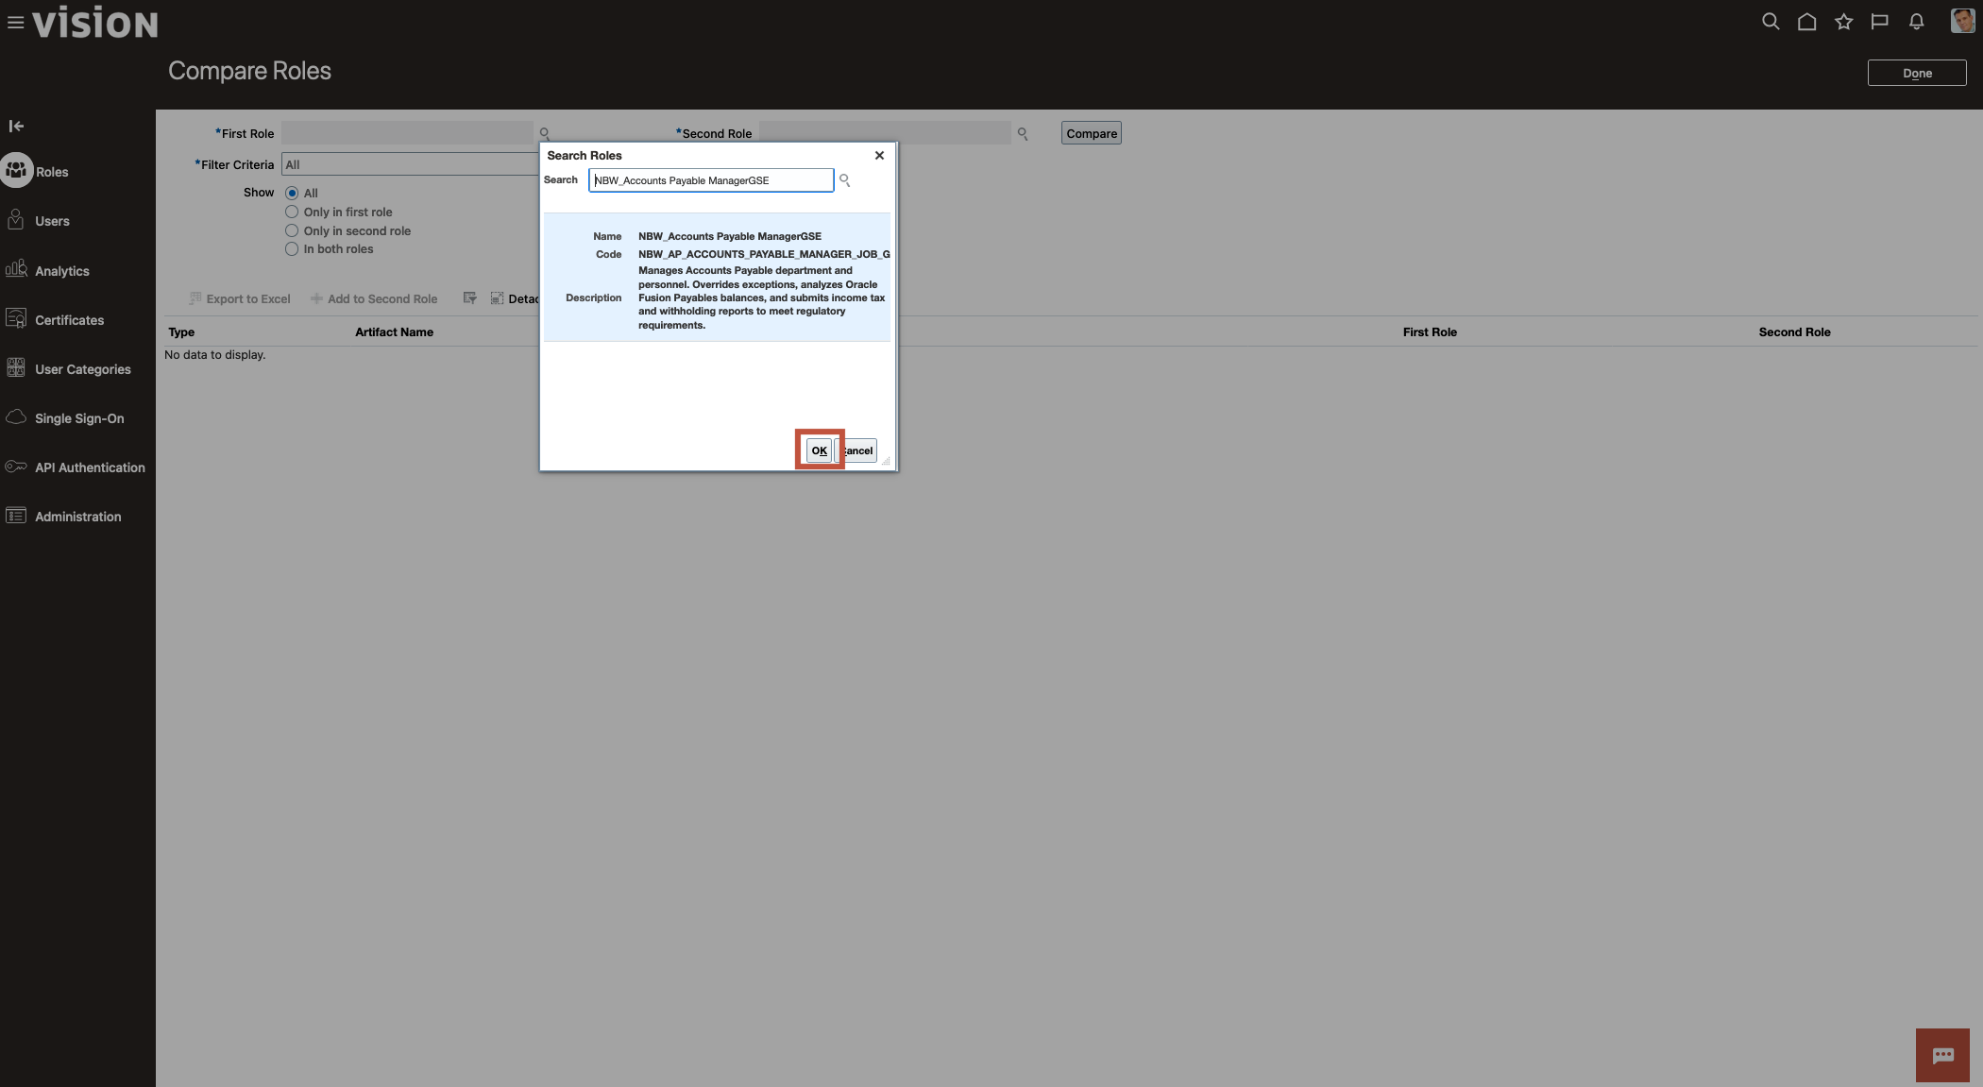 vision
Compare Roles
Done
*First Role
*Second Role
Compare
*Filter Criteria
All
Show
All
Only in first role
Only in second role
In both roles
Roles
Users
Analytics
Certificates
User Categories
Single Sign-On
API Authentication
Administration
Export to Excel
Add to Second Role
Type
Artifact Name
First Role
Second Role
No data to display.
Search Roles
Search
NBW_Accounts Payable ManagerGSE
Name
NBW_Accounts Payable ManagerGSE
Code
NBW_AP_ACCOUNTS_PAYABLE_MANAGER_JOB_G
Description
Manages Accounts Payable department and
personnel. Overrides exceptions, analyzes Oracle
Fusion Payables balances, and submits income tax
and withholding reports to meet regulatory
requirements.
OK